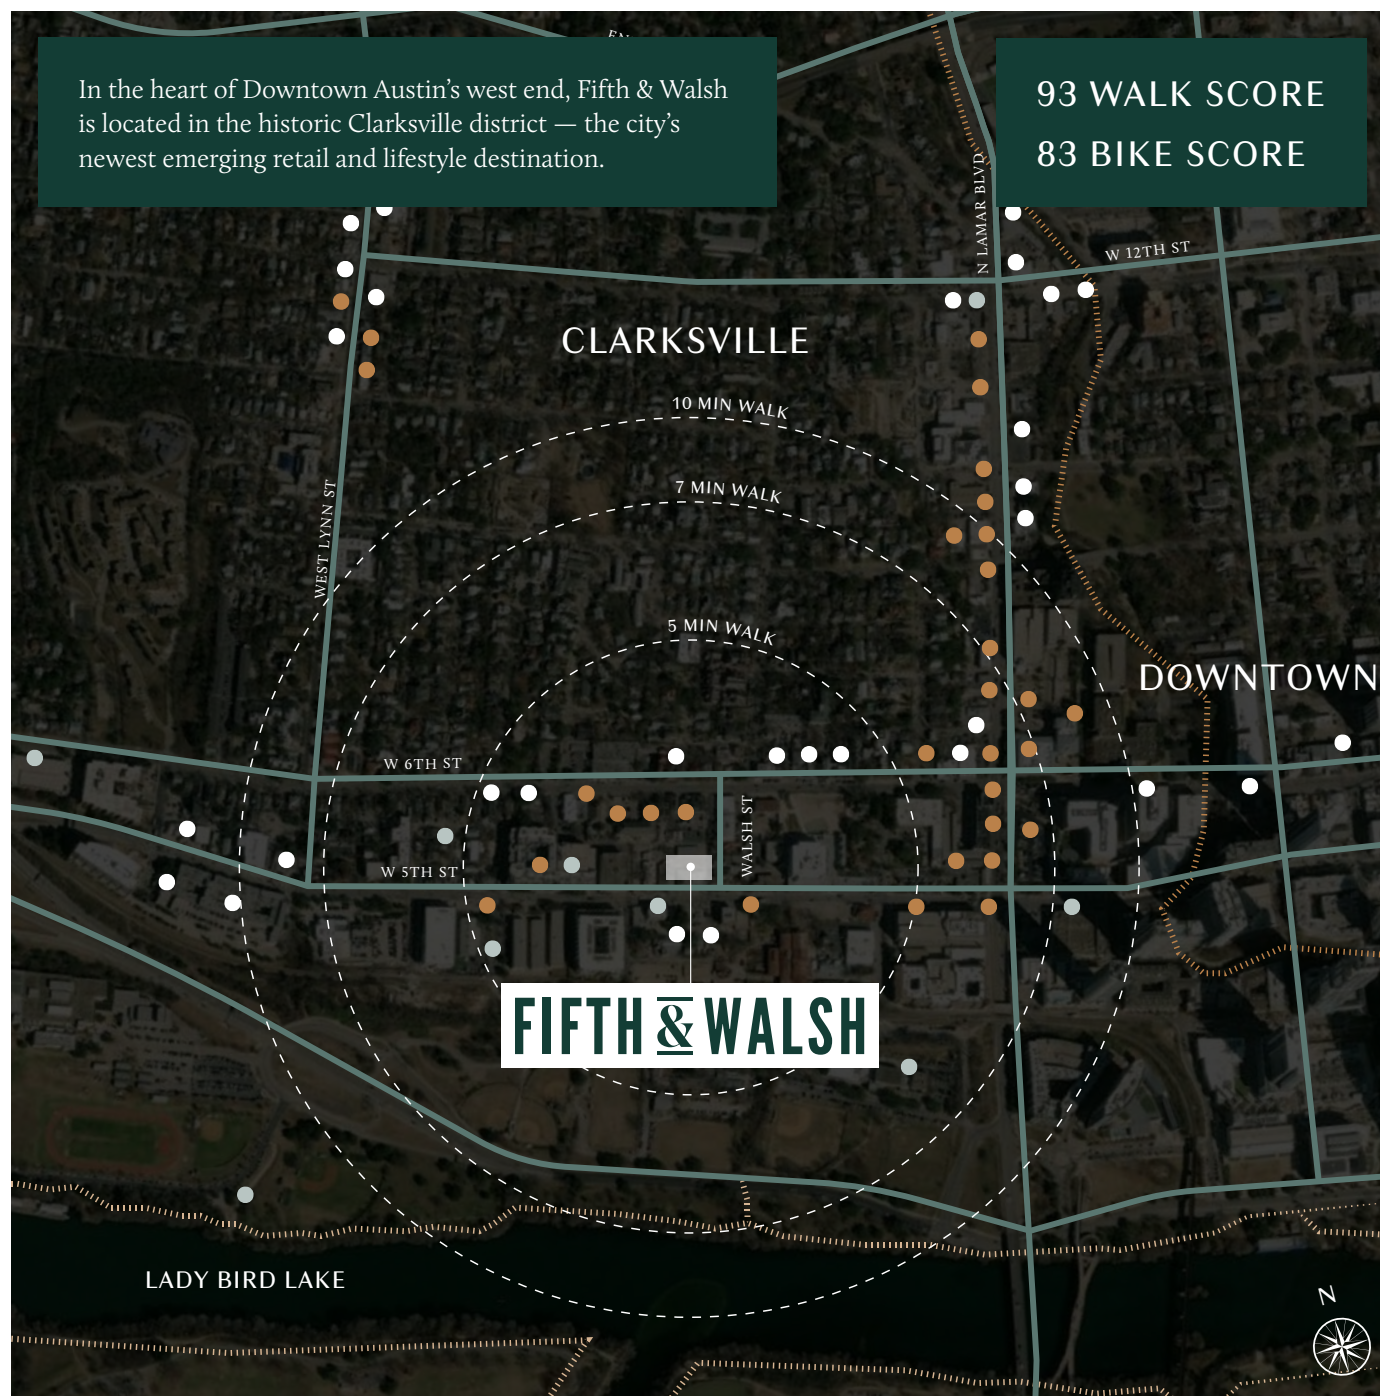 In the heart of Downtown Austin’s west end, Fifth & Walsh
is located in the historic Clarksville district — the city’s
newest emerging retail and lifestyle destination.
93 WALK SCORE
83 BIKE SCORE
N LAMAR BLVD
W 12TH ST
CLARKSVILLE
10 MIN WALK
7 MIN WALK
WEST LYNN ST
5 MIN WALK
DOWNTOWN
W 6TH ST
WALSH ST
W 5TH ST
FIFTH & WALSH
LADY BIRD LAKE
N